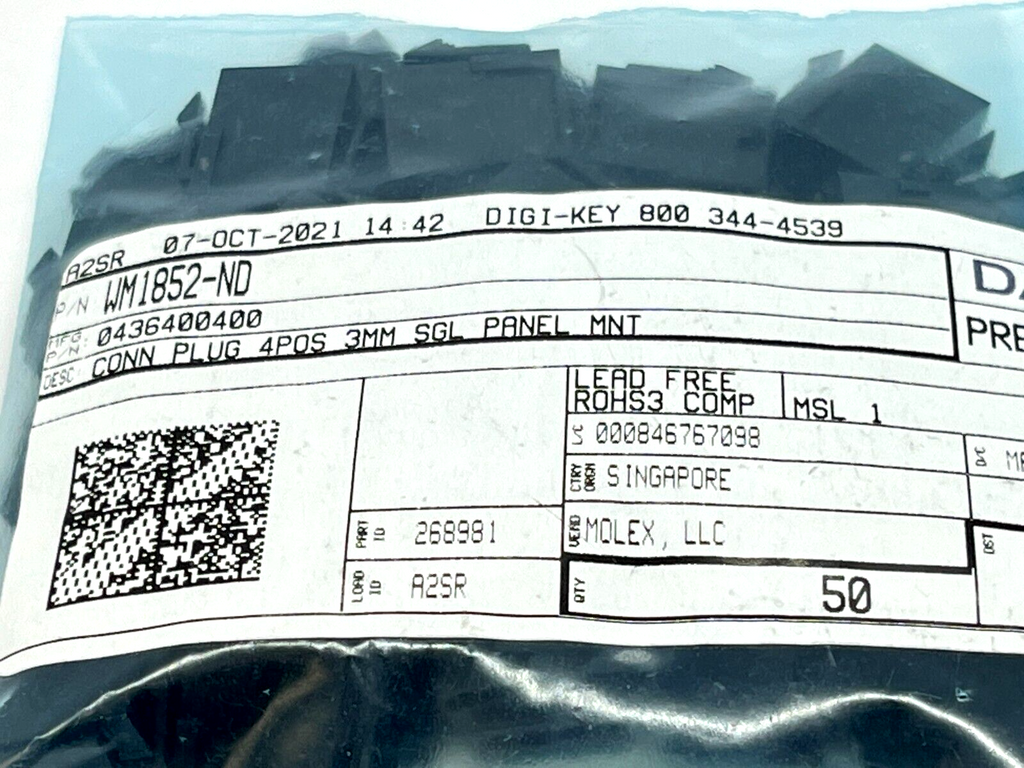 07-OCT-2021 14:42 DIGI-KEY 800 344-4539
A2SR
P/N: WM1852-ND
MFG P/N: 0436400400
DESC: CONN PLUG 4POS 3MM SGL PANEL MNT
PRE
LEAD FREE
ROHS3 COMP
MSL 1
S/C 000846767098
D/C
CTRY ORGN SINGAPORE
PART ID 268981
VEND MOLEX, LLC
DST
LOAD ID A2SR
QTY 50